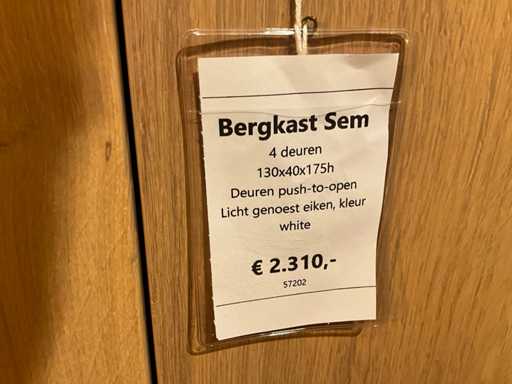 Bergkast Sem
4 deuren
130x40x175h
Deuren push-to-open
Licht genoest eiken, kleur
white
€ 2.310,-
57202